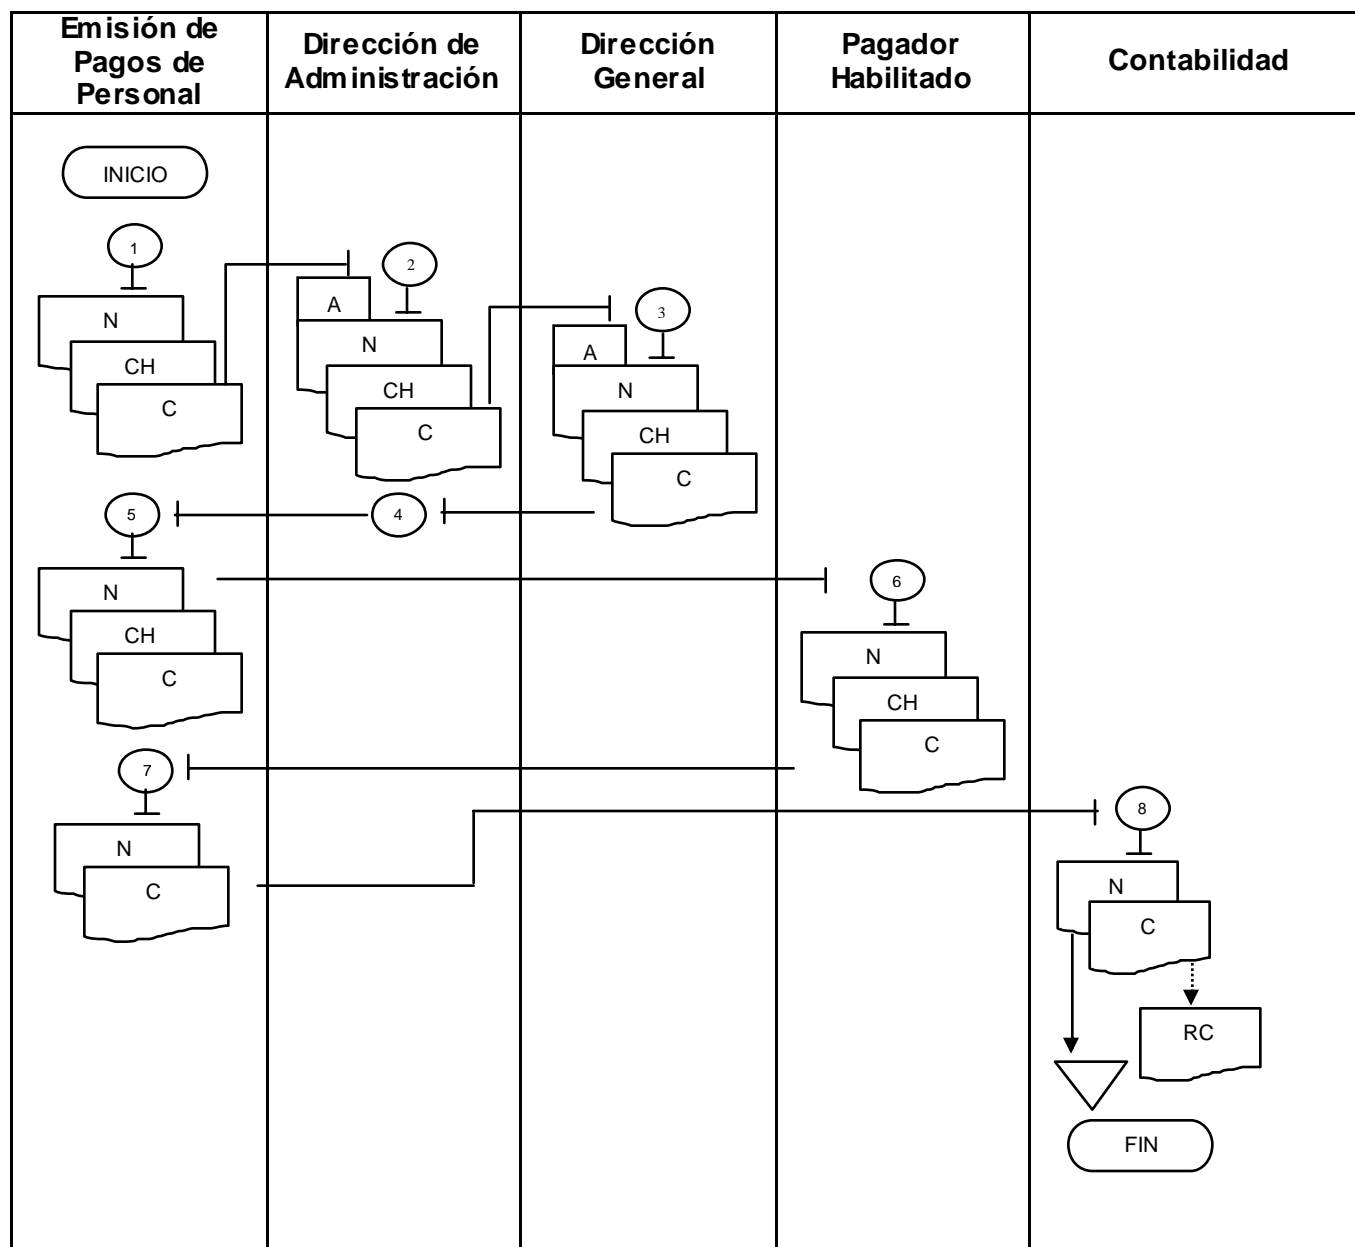 Emisión de
Pagos de
Personal
Dirección de
Administración
Dirección
General
Pagador
Habilitado
Contabilidad
INICIO
1
N
CH
C
2
A
N
CH
C
3
A
N
CH
C
4
5
N
CH
C
6
N
CH
C
7
N
C
8
N
C
RC
FIN